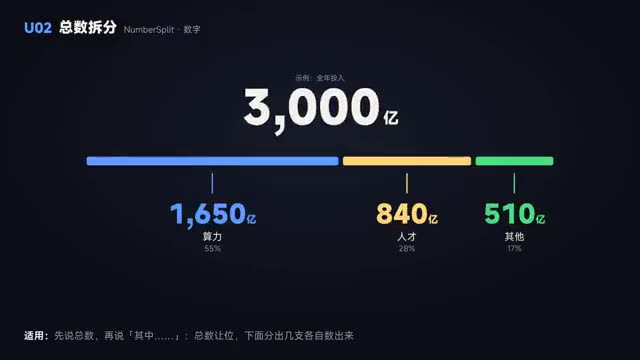 U02 总数拆分 NumberSplit · 数字
示例：全年投入
3,000亿
1,650亿 840亿 510亿
算力 人才 其他
55% 28% 17%
适用：先说总数，再说「其中……」：总数让位，下面分出几支各自数出来